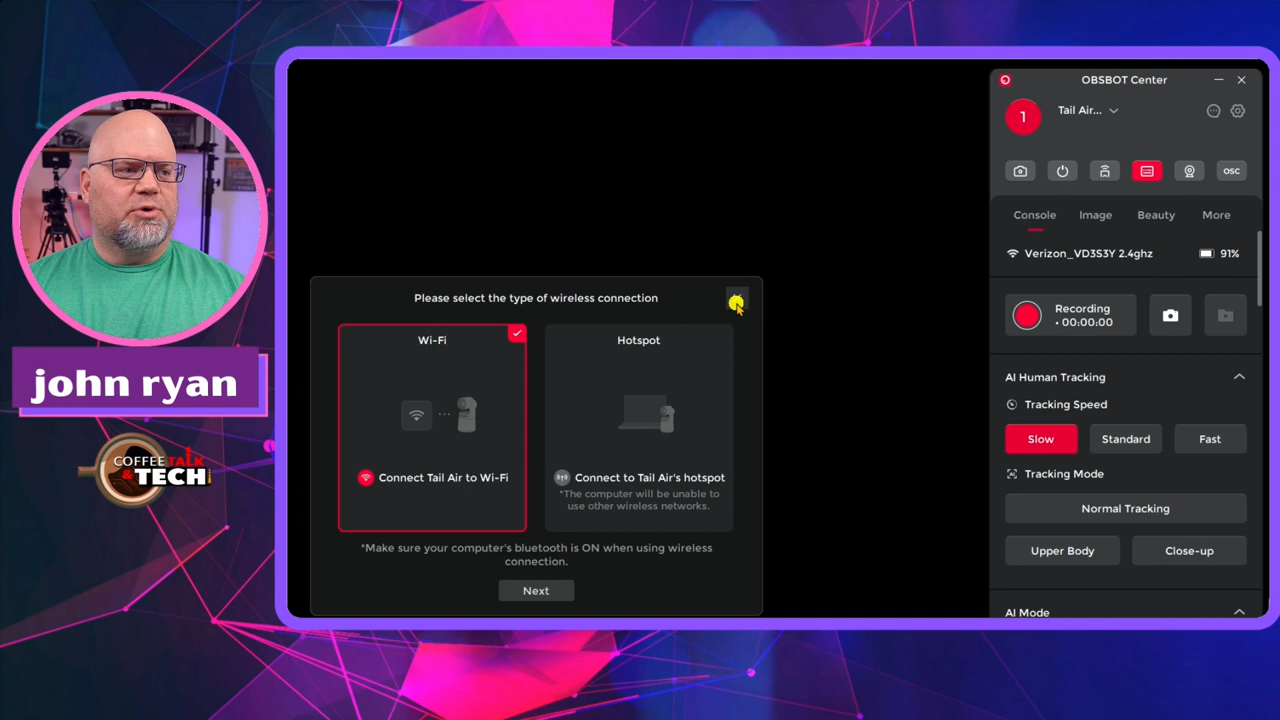 john ryan
COFFEE TALK
& TECH
Please select the type of wireless connection
Wi-Fi
Connect Tail Air to Wi-Fi
Hotspot
Connect to Tail Air's hotspot
*The computer will be unable to
use other wireless networks.
*Make sure your computer's bluetooth is ON when using wireless
connection.
Next
OBSBOT Center
1
Tail Air...
OSC
Console Image Beauty More
Verizon_VD3S3Y 2.4ghz 91%
Recording
• 00:00:00
AI Human Tracking
Tracking Speed
Slow Standard Fast
Tracking Mode
Normal Tracking
Upper Body Close-up
AI Mode